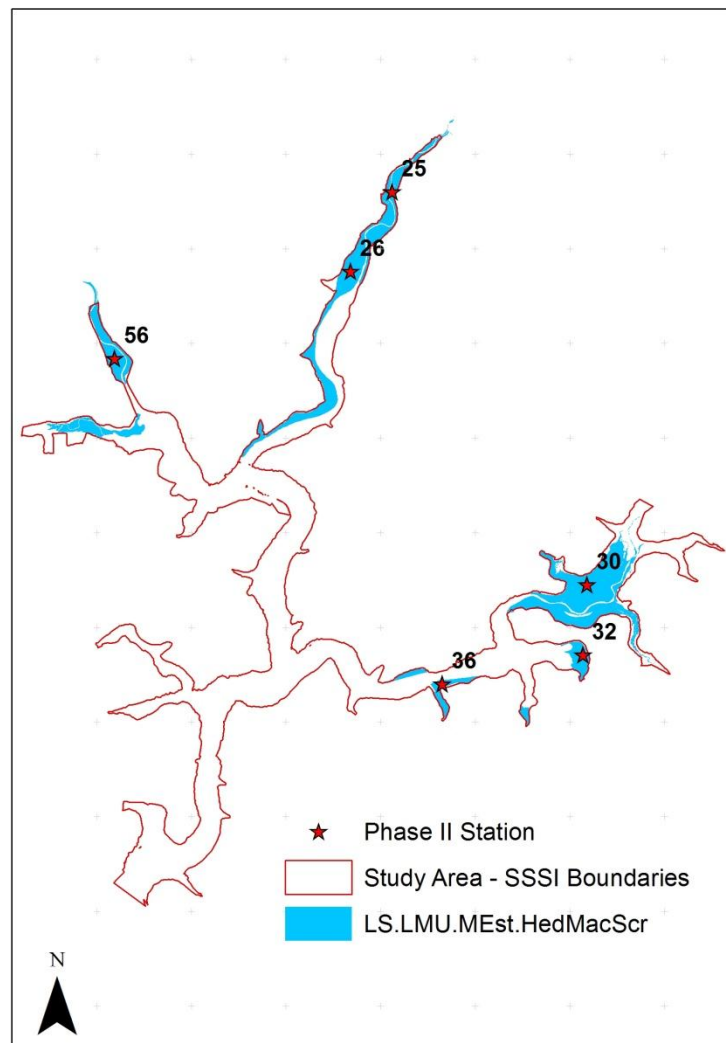 25
26
56
30
32
36
Phase II Station
Study Area - SSSI Boundaries
LS.LMU.MEst.HedMacScr
N